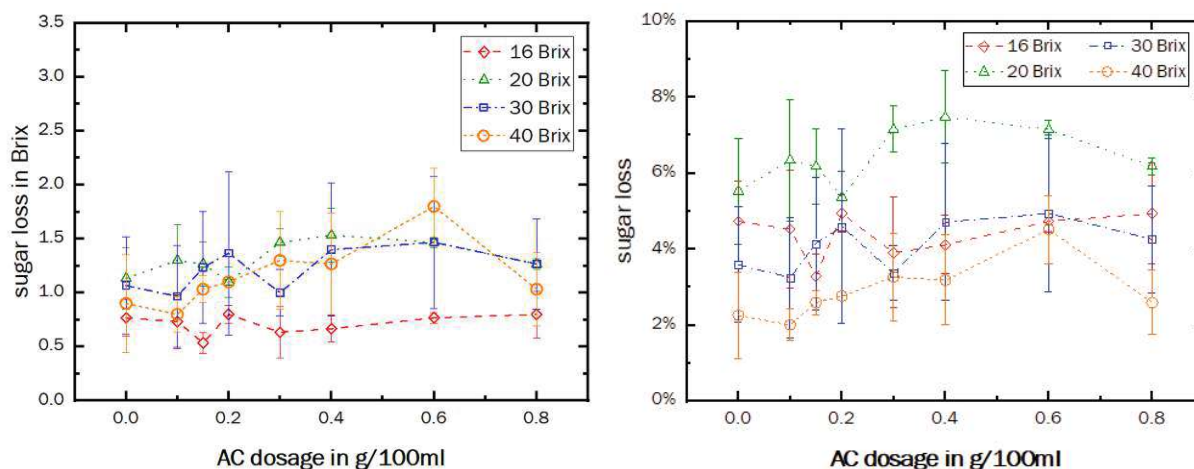 3.5
3.0
2.5
2.0
1.5
1.0
0.5
0.0
sugar loss in Brix
16 Brix
20 Brix
30 Brix
40 Brix
0.0 0.2 0.4 0.6 0.8
AC dosage in g/100ml
10%
8%
6%
4%
2%
0%
sugar loss
16 Brix 30 Brix
20 Brix 40 Brix
0.0 0.2 0.4 0.6 0.8
AC dosage in g/100ml